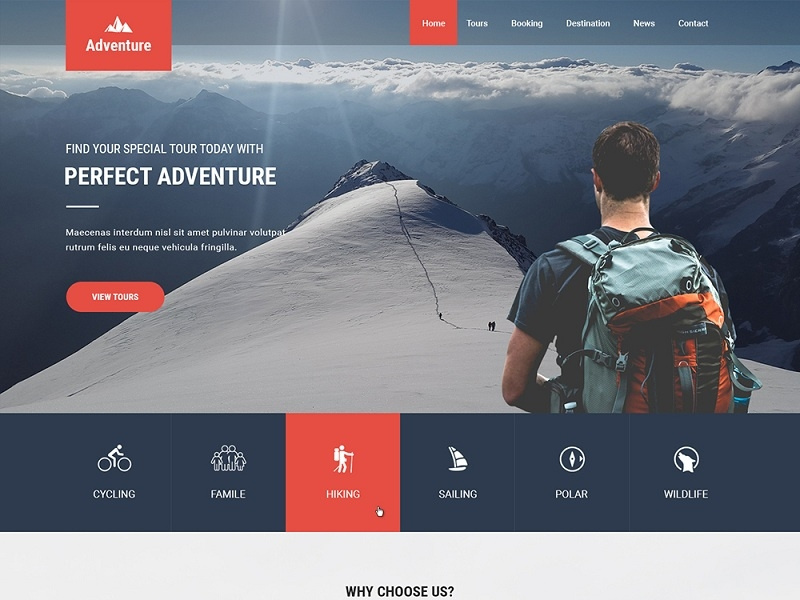 Adventure
Home
Tours
Booking
Destination
News
Contact
FIND YOUR SPECIAL TOUR TODAY WITH
PERFECT ADVENTURE
Maecenas interdum nisl sit amet pulvinar volutpat
rutrum felis eu neque vehicula fringilla.
VIEW TOURS
CYCLING
FAMILE
HIKING
SAILING
POLAR
WILDLIFE
WHY CHOOSE US?